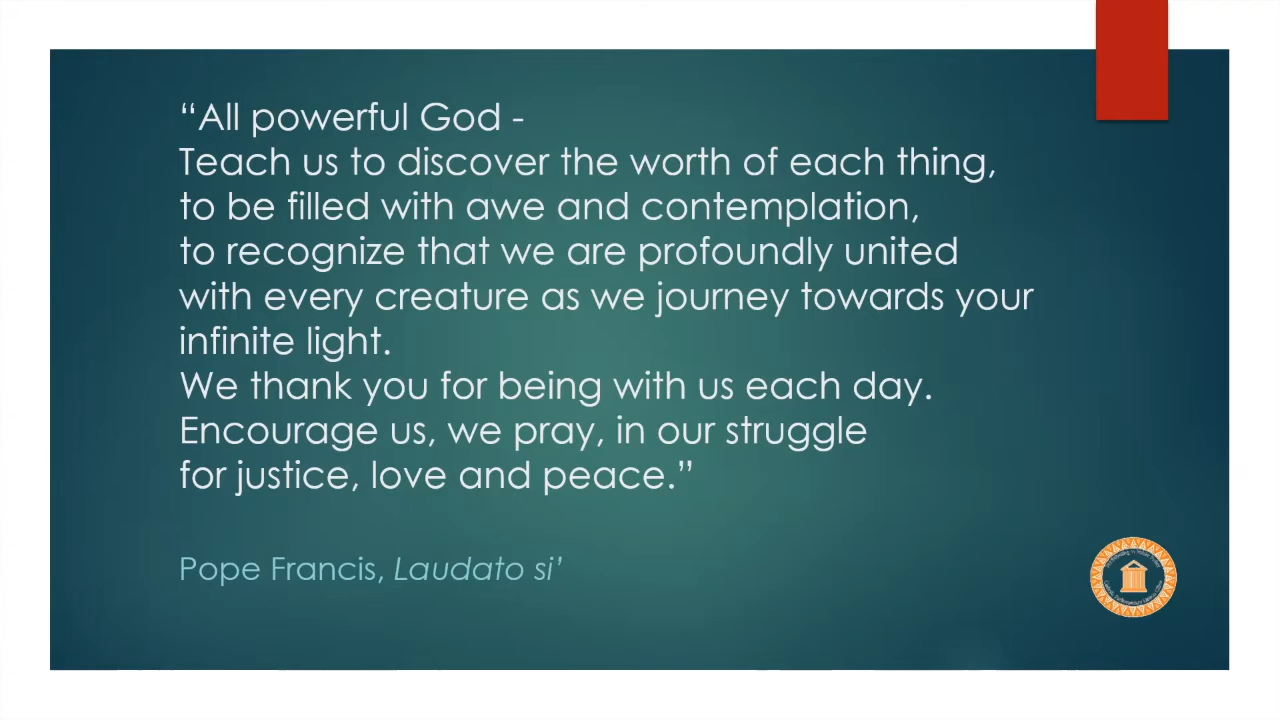 “All powerful God -
Teach us to discover the worth of each thing,
to be filled with awe and contemplation,
to recognize that we are profoundly united
with every creature as we journey towards your
infinite light.
We thank you for being with us each day.
Encourage us, we pray, in our struggle
for justice, love and peace.”
Pope Francis, Laudato si’